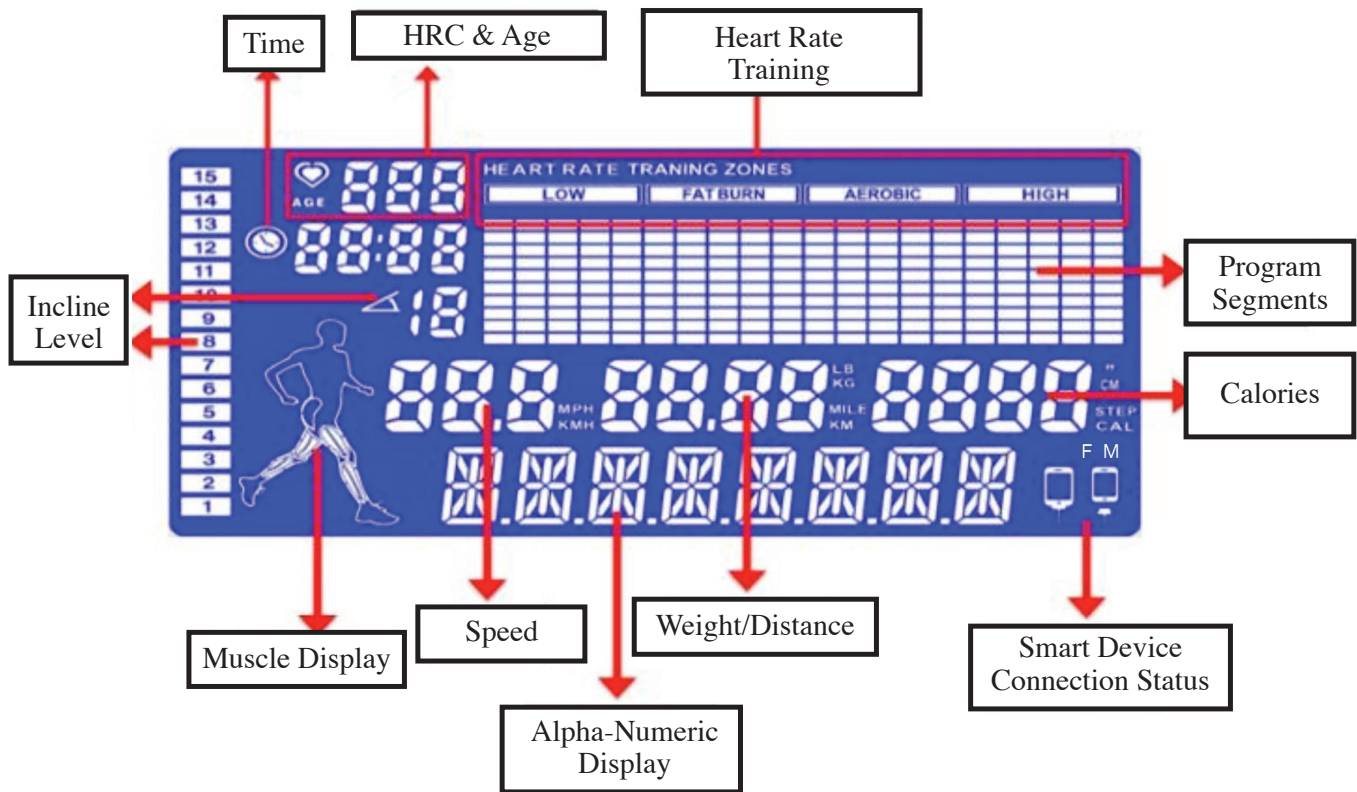 Time
HRC & Age
Heart Rate
Training
HEART RATE TRANING ZONES
LOW
FAT BURN
AEROBIC
HIGH
AGE
888
88:88
18
15
14
13
12
11
10
9
8
7
6
5
4
3
2
1
Incline
Level
Program
Segments
Calories
88.8
MPH
KMH
88.88
LB
KG
MILE
KM
8888
"
CM
STEP
CAL
F M
Muscle Display
Speed
Weight/Distance
Alpha-Numeric
Display
Smart Device
Connection Status